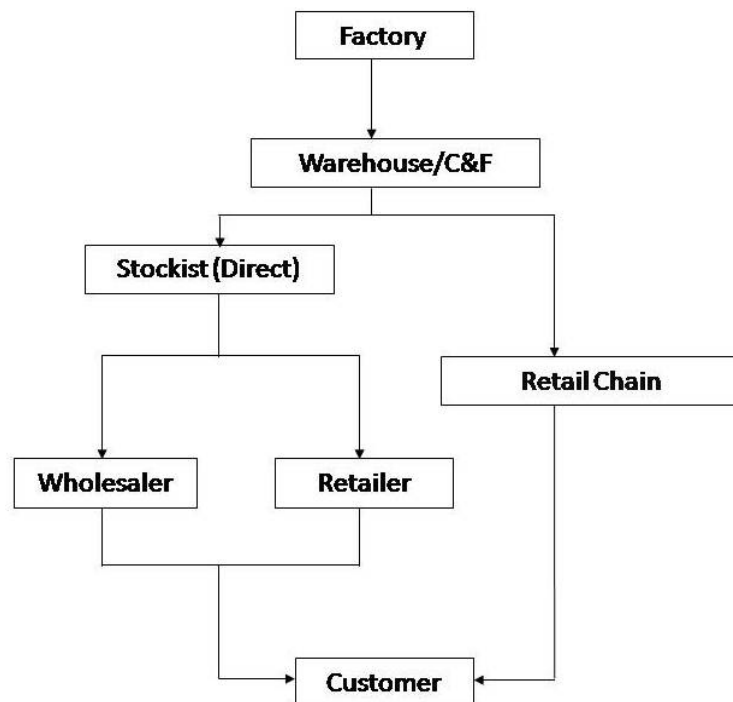 Factory
Warehouse/C&F
Stockist (Direct)
Retail Chain
Wholesaler
Retailer
Customer